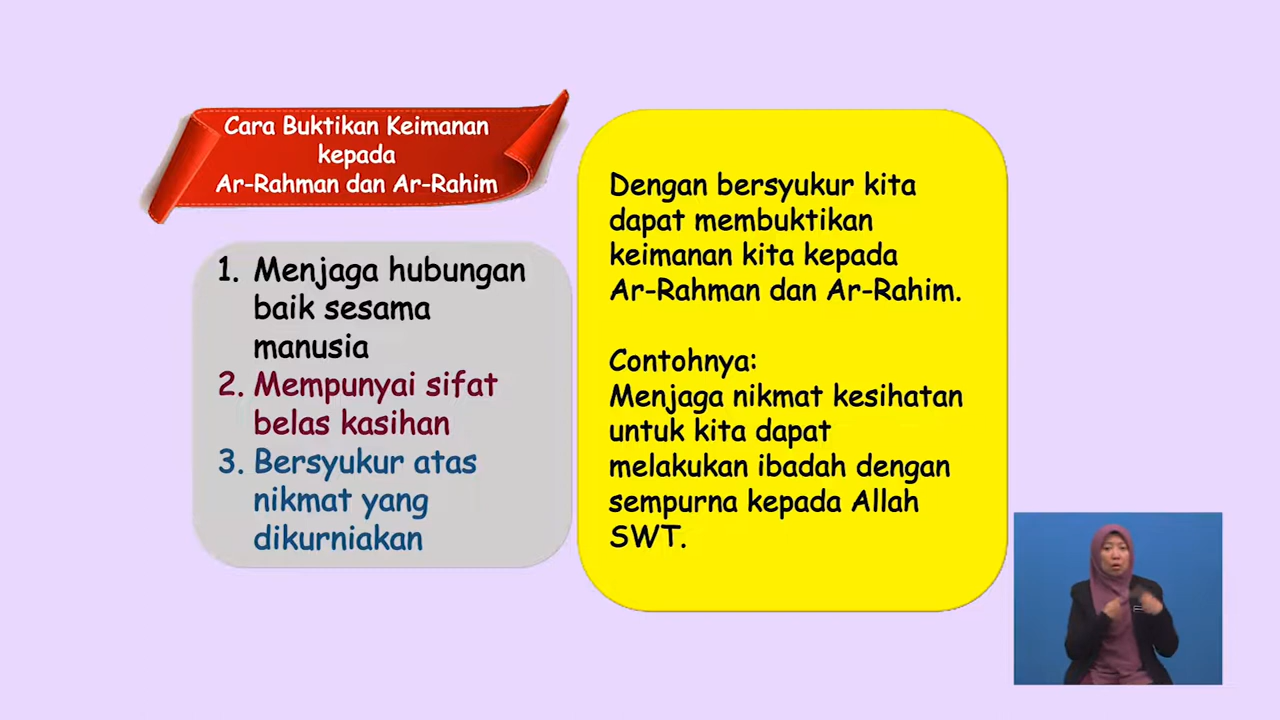 Cara Buktikan Keimanan
kepada
Ar-Rahman dan Ar-Rahim
1. Menjaga hubungan
baik sesama
manusia
2. Mempunyai sifat
belas kasihan
3. Bersyukur atas
nikmat yang
dikurniakan
Dengan bersyukur kita
dapat membuktikan
keimanan kita kepada
Ar-Rahman dan Ar-Rahim.
Contohnya:
Menjaga nikmat kesihatan
untuk kita dapat
melakukan ibadah dengan
sempurna kepada Allah
SWT.